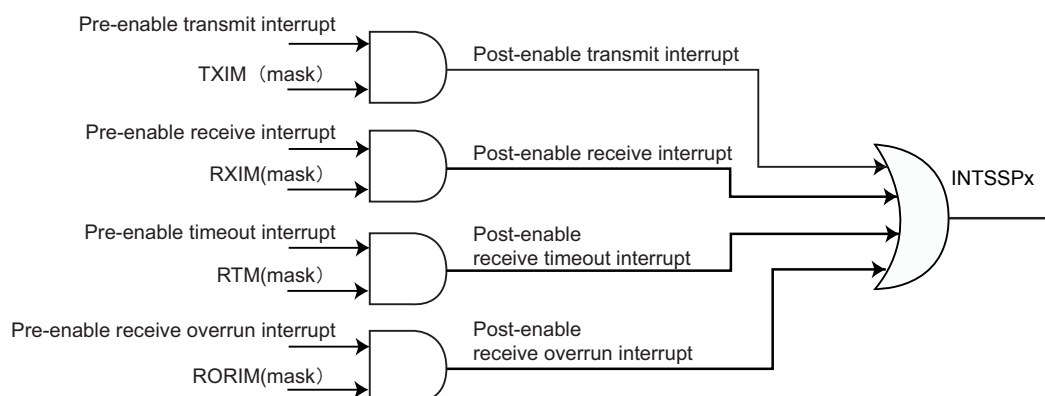 Pre-enable transmit interrupt
TXIM （mask）
Post-enable transmit interrupt
Pre-enable receive interrupt
RXIM(mask）
Post-enable receive interrupt
INTSSPx
Pre-enable timeout interrupt
RTM(mask）
Post-enable
receive timeout interrupt
Pre-enable receive overrun interrupt
RORIM(mask）
Post-enable
receive overrun interrupt